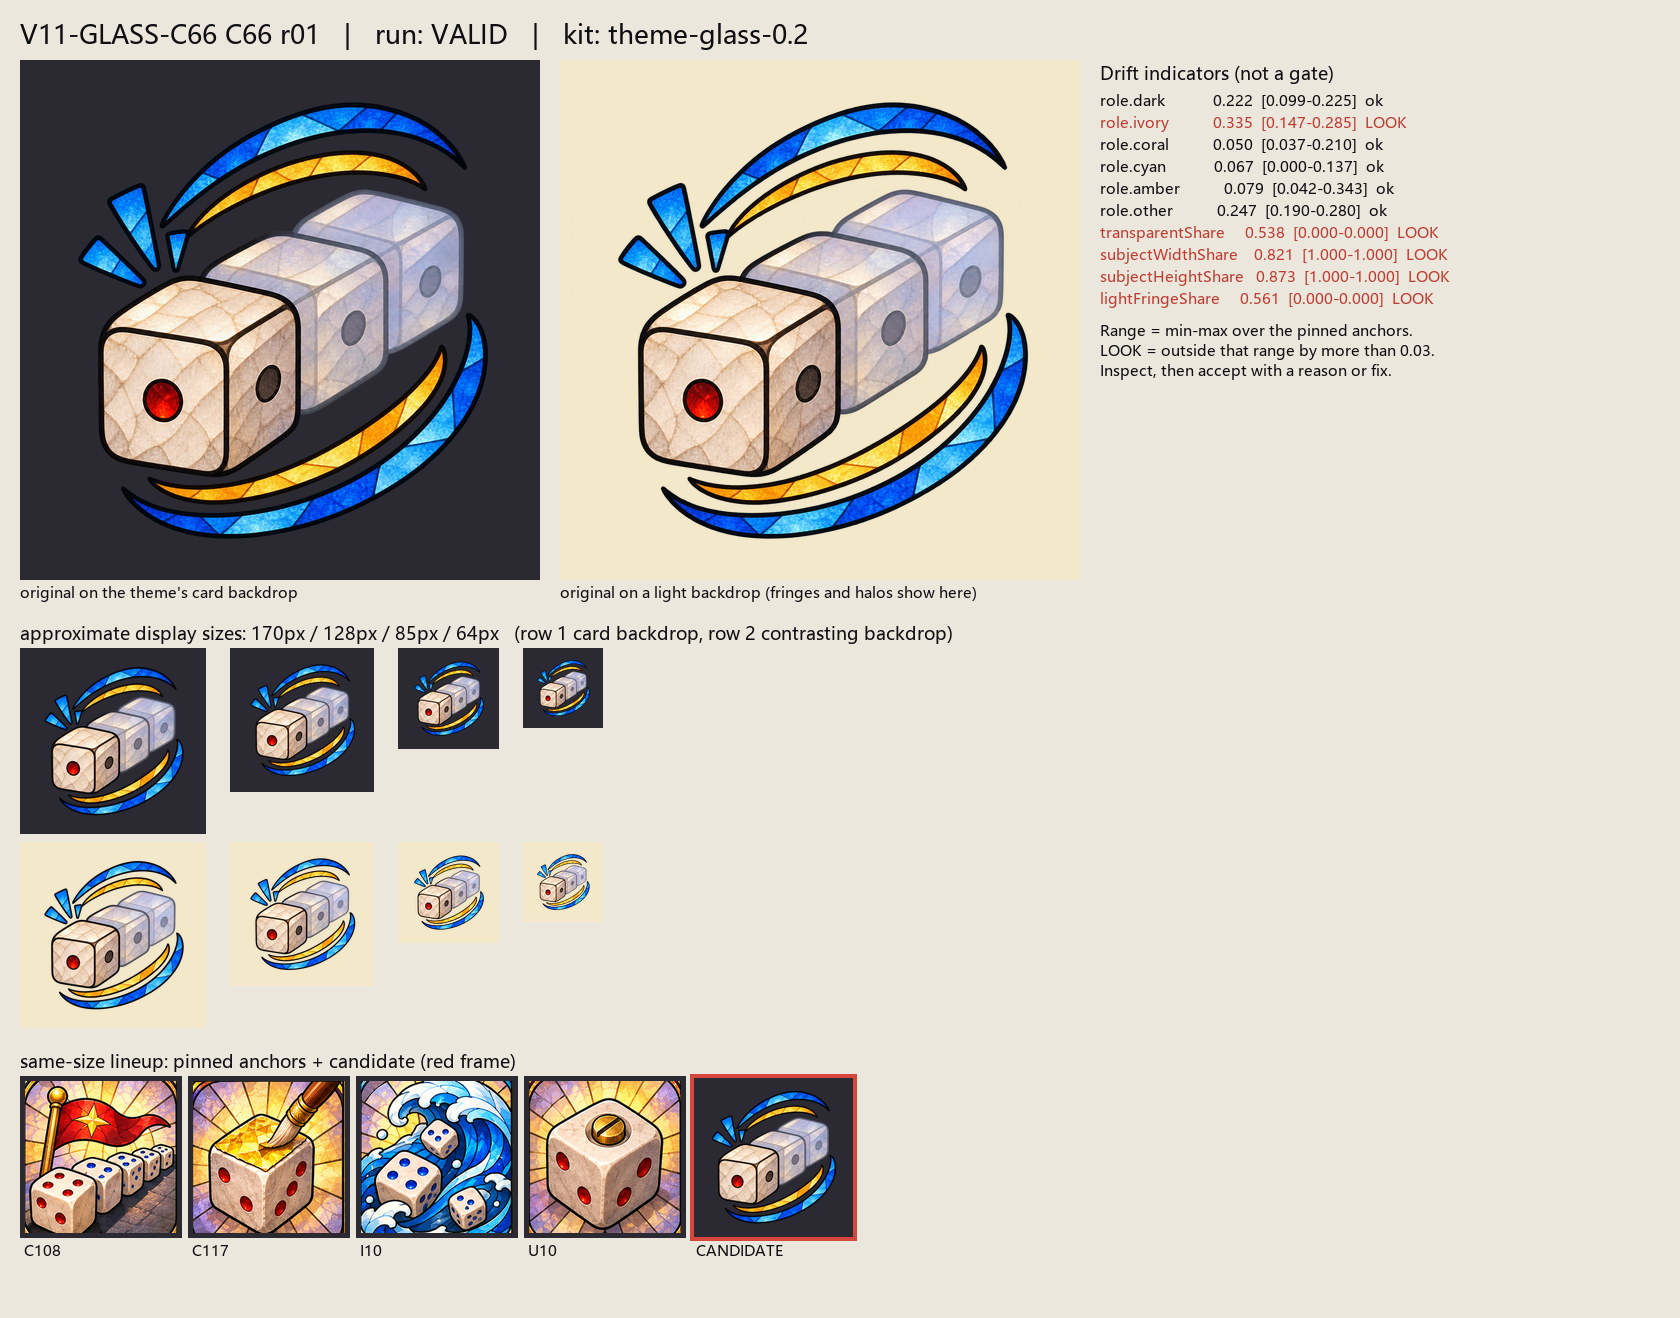 V11-GLASS-C66 C66 r01 | run: VALID | kit: theme-glass-0.2
Drift indicators (not a gate)
role.dark 0.222 [0.099-0.225] ok
role.ivory 0.335 [0.147-0.285] LOOK
role.coral 0.050 [0.037-0.210] ok
role.cyan 0.067 [0.000-0.137] ok
role.amber 0.079 [0.042-0.343] ok
role.other 0.247 [0.190-0.280] ok
transparentShare 0.538 [0.000-0.000] LOOK
subjectWidthShare 0.821 [1.000-1.000] LOOK
subjectHeightShare 0.873 [1.000-1.000] LOOK
lightFringeShare 0.561 [0.000-0.000] LOOK
Range = min-max over the pinned anchors.
LOOK = outside that range by more than 0.03.
Inspect, then accept with a reason or fix.
original on the theme's card backdrop
original on a light backdrop (fringes and halos show here)
approximate display sizes: 170px / 128px / 85px / 64px (row 1 card backdrop, row 2 contrasting backdrop)
same-size lineup: pinned anchors + candidate (red frame)
C108
C117
I10
U10
CANDIDATE